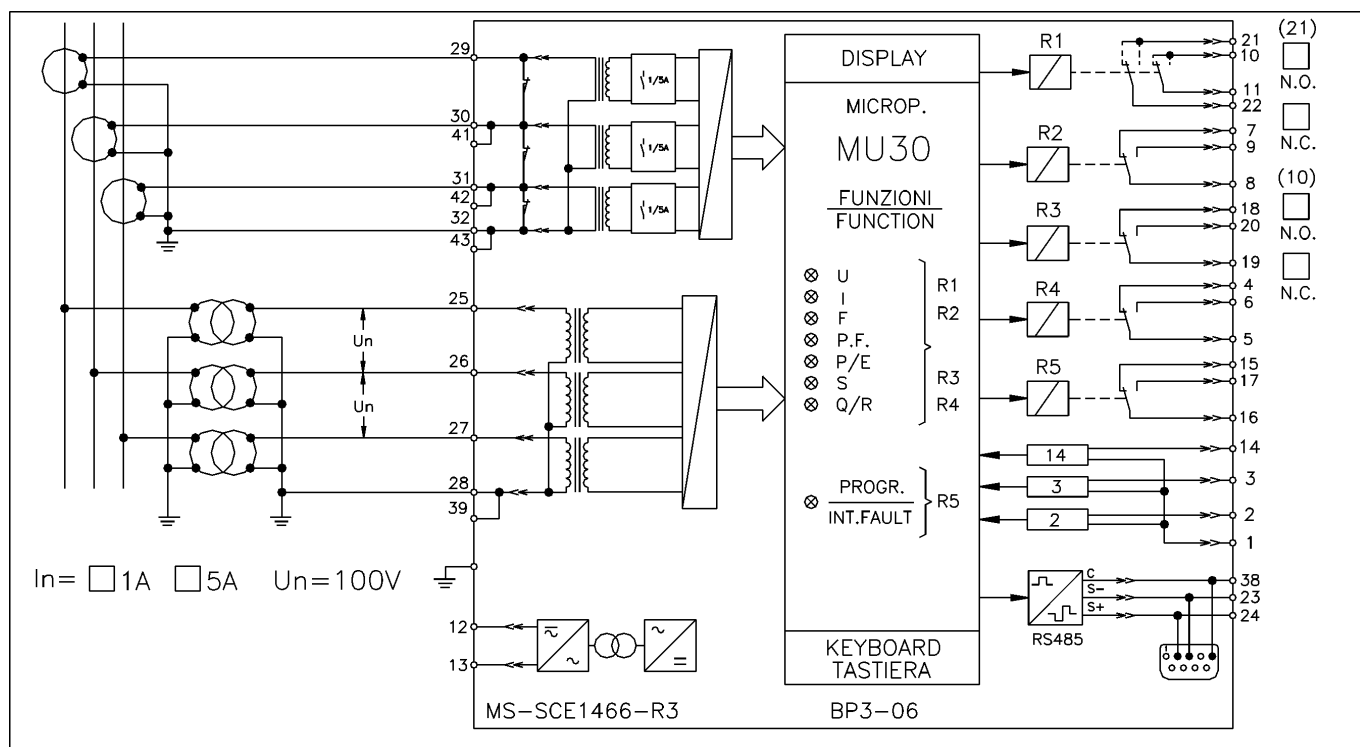 29
30
41
31
42
32
43
25
26
27
28
39
12
13
Un
Un
In= 1A 5A Un=100V
1/5A
1/5A
1/5A
MS-SCE1466-R3
BP3-06
DISPLAY
MICROP.
MU30
FUNZIONI
FUNCTION
U
I
F
P.F.
P/E
S
Q/R
R1
R2
R3
R4
PROGR.
INT.FAULT
R5
KEYBOARD
TASTIERA
R1
R2
R3
R4
R5
14
3
2
RS485
C
S-
S+
21
10
11
22
7
9
8
18
20
19
4
6
5
15
17
16
14
3
2
1
38
23
24
(21)
N.O.
N.C.
(10)
N.O.
N.C.